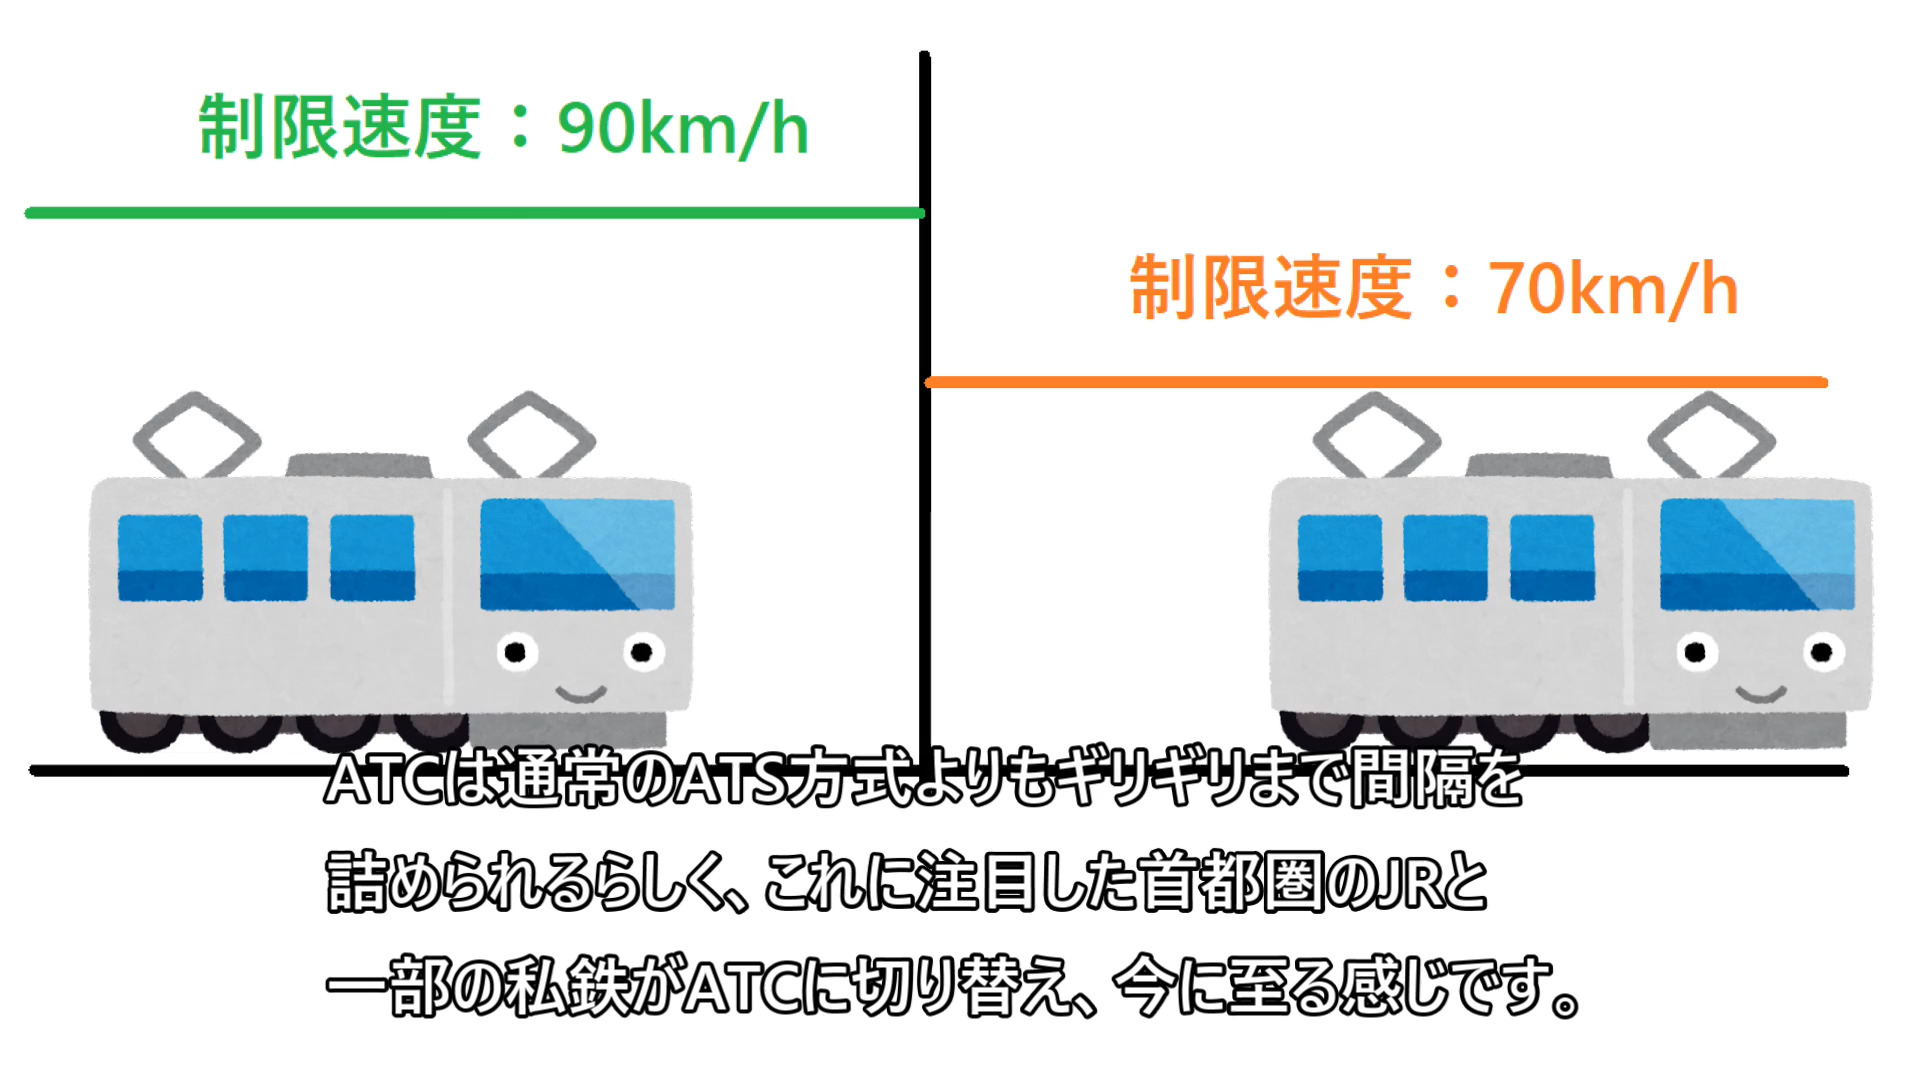 制限速度：90km/h
制限速度：70km/h
ATCは通常のATS方式よりもギリギリまで間隔を
詰められるらしく、これに注目した首都圏のJRと
一部の私鉄がATCに切り替え、今に至る感じです。